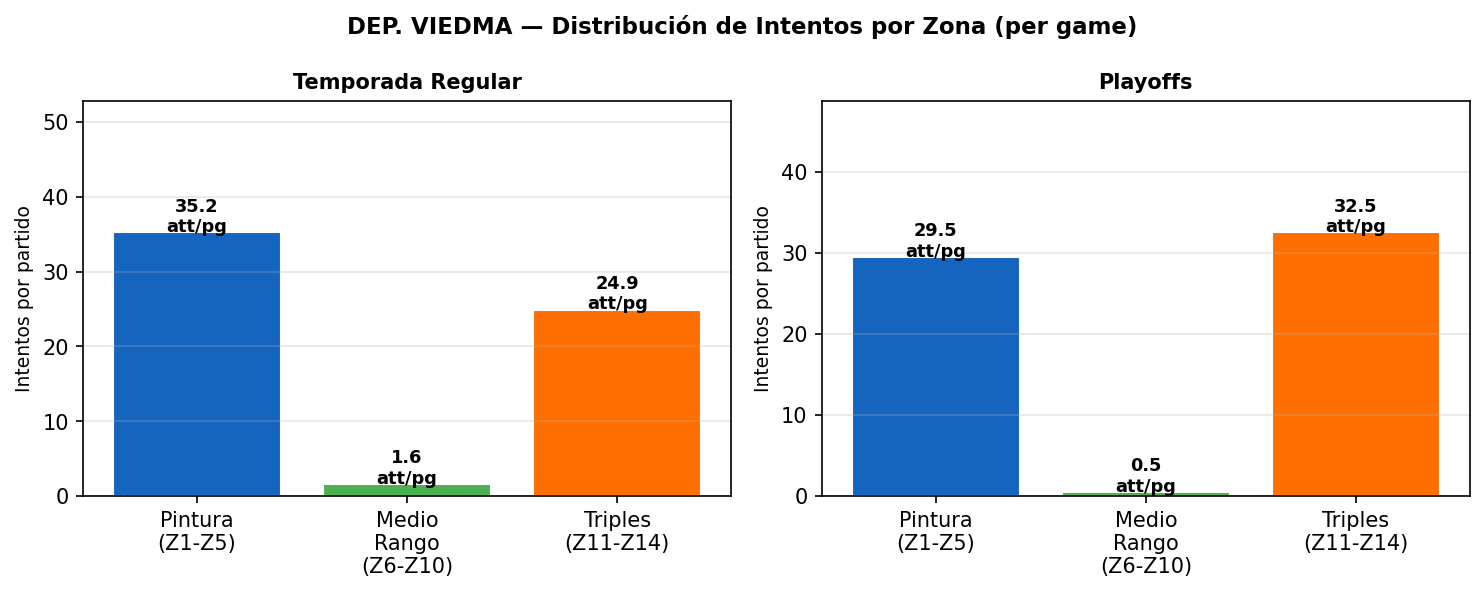 DEP. VIEDMA — Distribución de Intentos por Zona (per game)
Temporada Regular
Intentos por partido
50
40
30
20
10
0
35.2
att/pg
1.6
att/pg
24.9
att/pg
Pintura
(Z1-Z5)
Medio
Rango
(Z6-Z10)
Triples
(Z11-Z14)
Playoffs
Intentos por partido
40
30
20
10
0
29.5
att/pg
0.5
att/pg
32.5
att/pg
Pintura
(Z1-Z5)
Medio
Rango
(Z6-Z10)
Triples
(Z11-Z14)